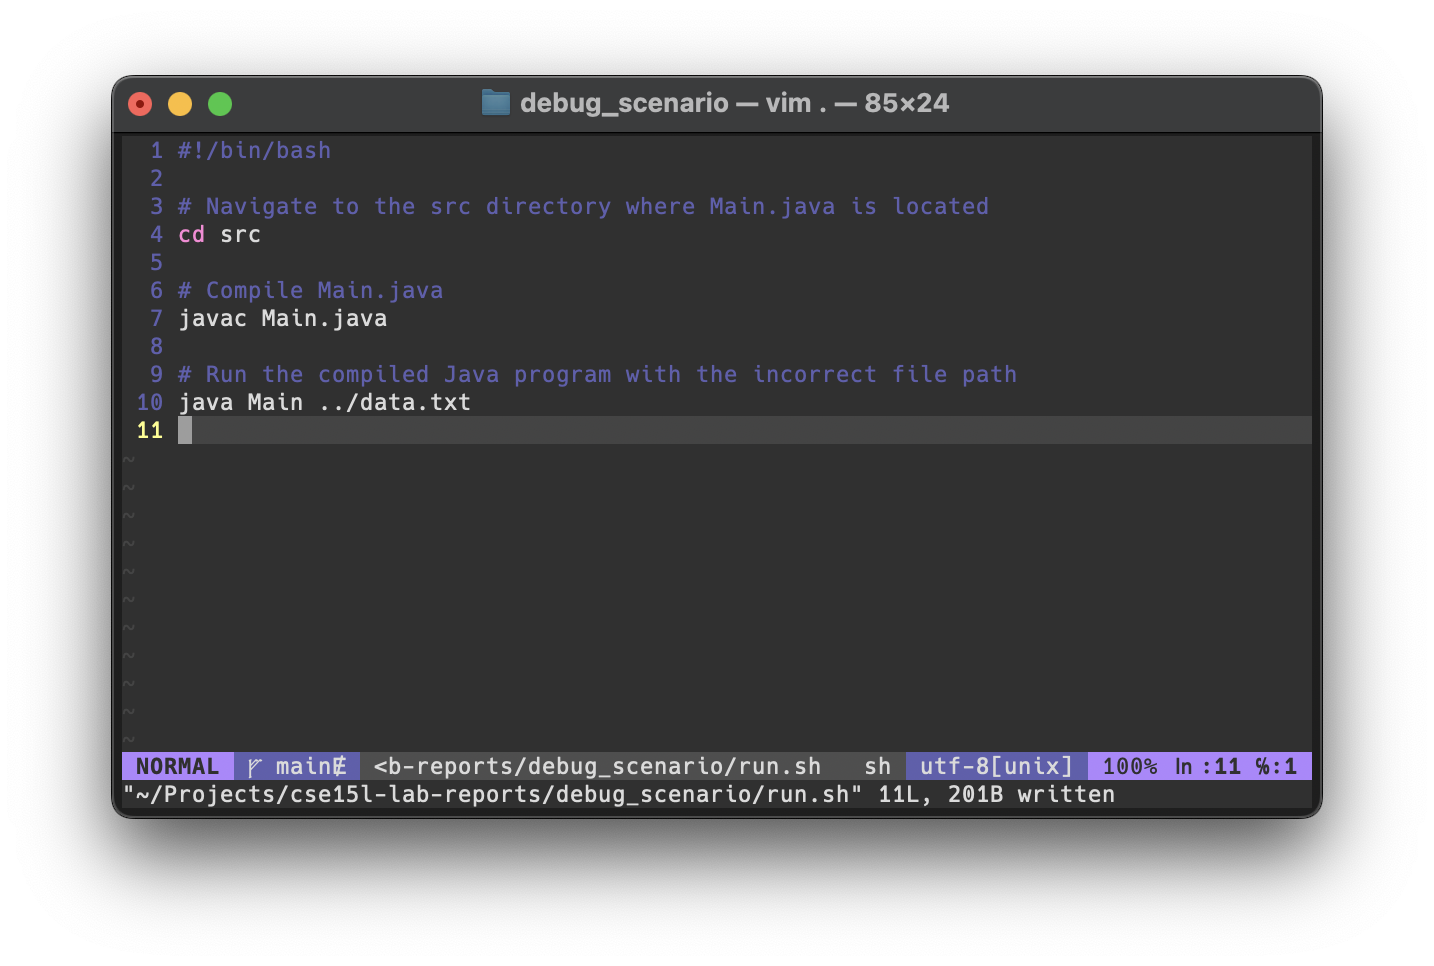 debug_scenario — vim . — 85×24
1 #!/bin/bash
2
3 # Navigate to the src directory where Main.java is located
4 cd src
5
6 # Compile Main.java
7 javac Main.java
8
9 # Run the compiled Java program with the incorrect file path
10 java Main ../data.txt
11
~
~
~
~
~
~
~
~
~
~
~
NORMAL main <b-reports/debug_scenario/run.sh sh utf-8[unix] 100% ln :11 ℅:1
"~/Projects/cse15l-lab-reports/debug_scenario/run.sh" 11L, 201B written